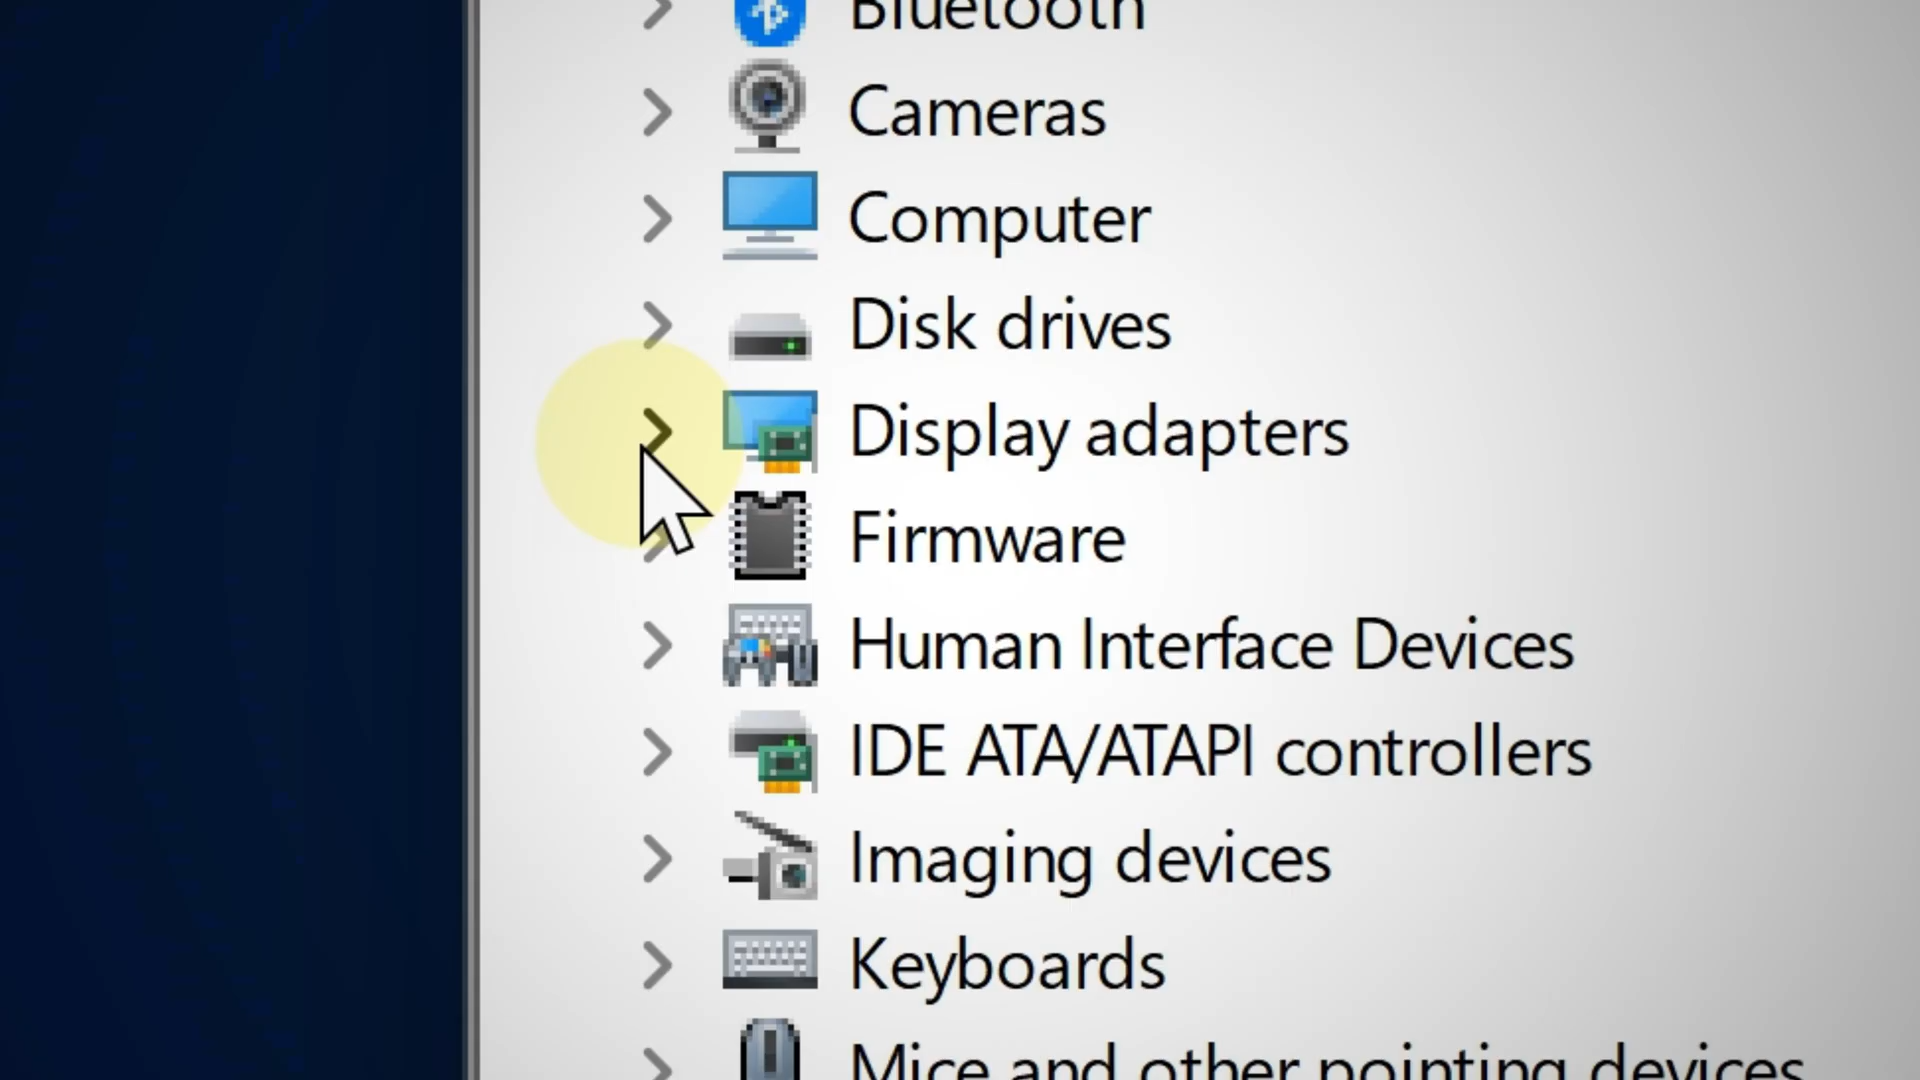 Bluetooth
Cameras
Computer
Disk drives
Display adapters
Firmware
Human Interface Devices
IDE ATA/ATAPI controllers
Imaging devices
Keyboards
Mice and other pointing devices